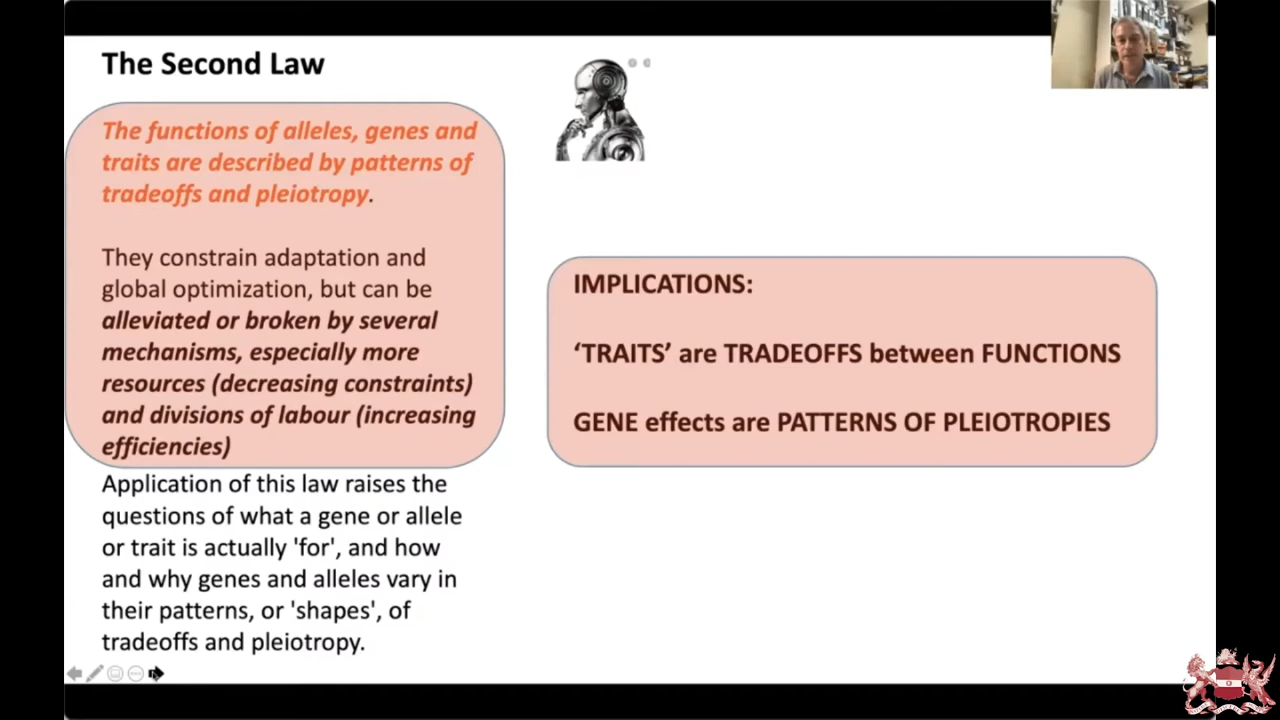 The Second Law
The functions of alleles, genes and
traits are described by patterns of
tradeoffs and pleiotropy.
They constrain adaptation and
global optimization, but can be
alleviated or broken by several
mechanisms, especially more
resources (decreasing constraints)
and divisions of labour (increasing
efficiencies)
Application of this law raises the
questions of what a gene or allele
or trait is actually 'for', and how
and why genes and alleles vary in
their patterns, or 'shapes', of
tradeoffs and pleiotropy.
IMPLICATIONS:
‘TRAITS’ are TRADEOFFS between FUNCTIONS
GENE effects are PATTERNS OF PLEIOTROPIES